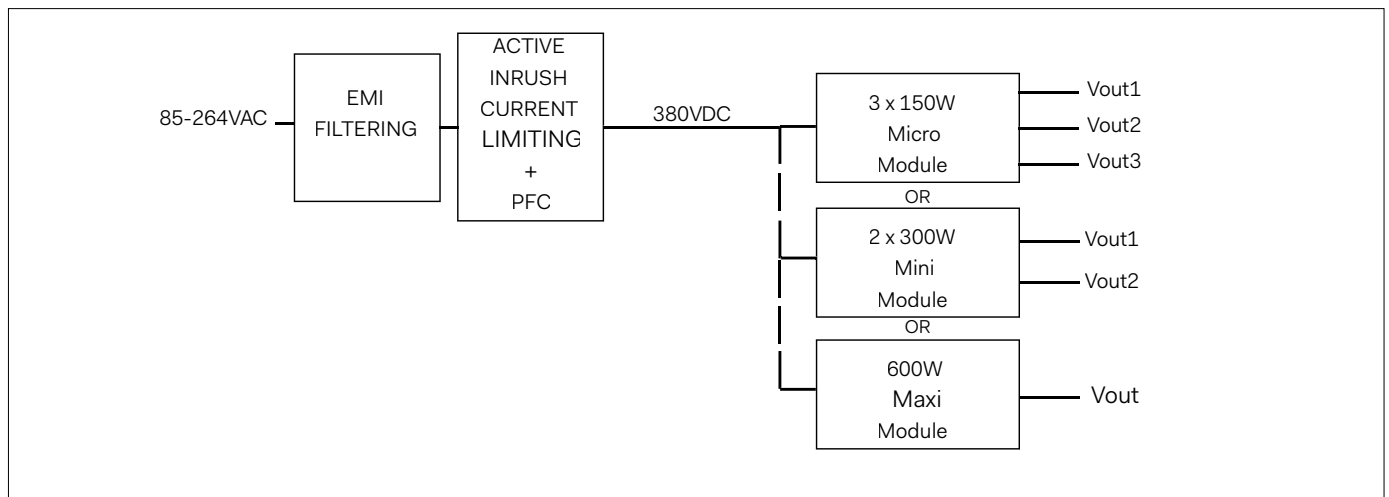 85-264VAC
EMI
FILTERING
ACTIVE
INRUSH
CURRENT
LIMITING
+
PFC
380VDC
3 x 150W
Micro
Module
Vout1
Vout2
Vout3
OR
2 x 300W
Mini
Module
Vout1
Vout2
OR
600W
Maxi
Module
Vout